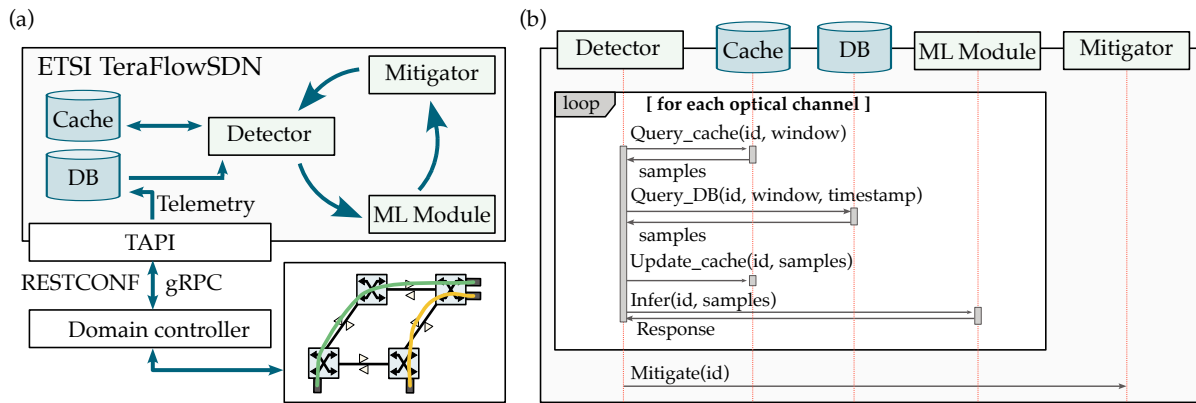 (a)
ETSI TeraFlowSDN
Mitigator
Cache
Detector
DB
Telemetry
ML Module
TAPI
RESTCONF gRPC
Domain controller
(b)
Detector Cache DB ML Module Mitigator
loop [ for each optical channel ]
Query_cache(id, window)
samples
Query_DB(id, window, timestamp)
samples
Update_cache(id, samples)
Infer(id, samples)
Response
Mitigate(id)